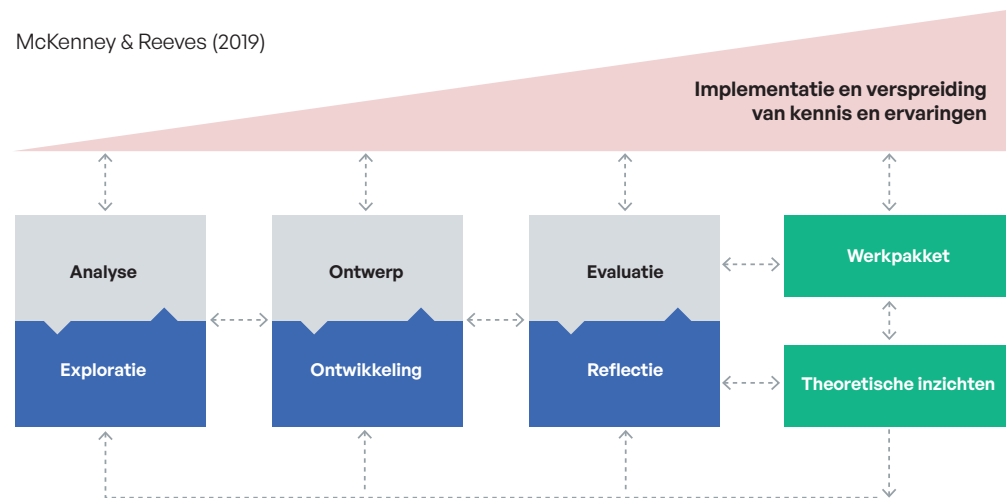 McKenney & Reeves (2019)
Implementatie en verspreiding
van kennis en ervaringen
Analyse
Exploratie
Ontwerp
Ontwikkeling
Evaluatie
Reflectie
Werkpakket
Theoretische inzichten